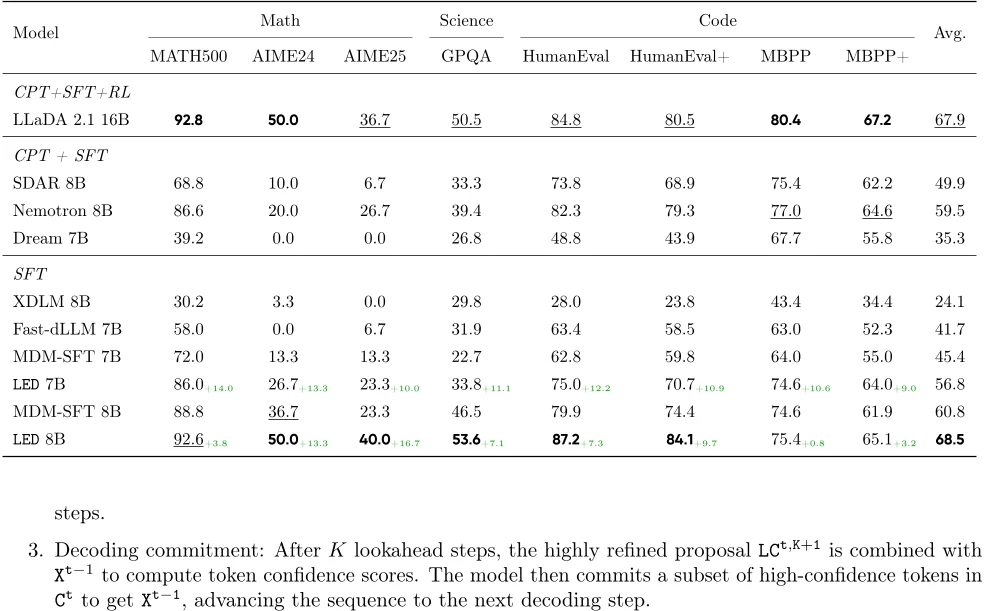 Model Math Science Code Avg.
MATH500 AIME24 AIME25 GPQA HumanEval HumanEval+ MBPP MBPP+
CPT+SFT+RL
LLaDA 2.1 16B 92.8 50.0 36.7 50.5 84.8 80.5 80.4 67.2 67.9
CPT + SFT
SDAR 8B 68.8 10.0 6.7 33.3 73.8 68.9 75.4 62.2 49.9
Nemotron 8B 86.6 20.0 26.7 39.4 82.3 79.3 77.0 64.6 59.5
Dream 7B 39.2 0.0 0.0 26.8 48.8 43.9 67.7 55.8 35.3
SFT
XDLM 8B 30.2 3.3 0.0 29.8 28.0 23.8 43.4 34.4 24.1
Fast-dLLM 7B 58.0 0.0 6.7 31.9 63.4 58.5 63.0 52.3 41.7
MDM-SFT 7B 72.0 13.3 13.3 22.7 62.8 59.8 64.0 55.0 45.4
LED 7B 86.0+14.0 26.7+13.3 23.3+10.0 33.8+11.1 75.0+12.2 70.7+10.9 74.6+10.6 64.0+9.0 56.8
MDM-SFT 8B 88.8 36.7 23.3 46.5 79.9 74.4 74.6 61.9 60.8
LED 8B 92.6+3.8 50.0+13.3 40.0+16.7 53.6+7.1 87.2+7.3 84.1+9.7 75.4+0.8 65.1+3.2 68.5
steps.
3. Decoding commitment: After K lookahead steps, the highly refined proposal LC^t,K+1 is combined with
X^t−1 to compute token confidence scores. The model then commits a subset of high-confidence tokens in
C^t to get X^t−1, advancing the sequence to the next decoding step.